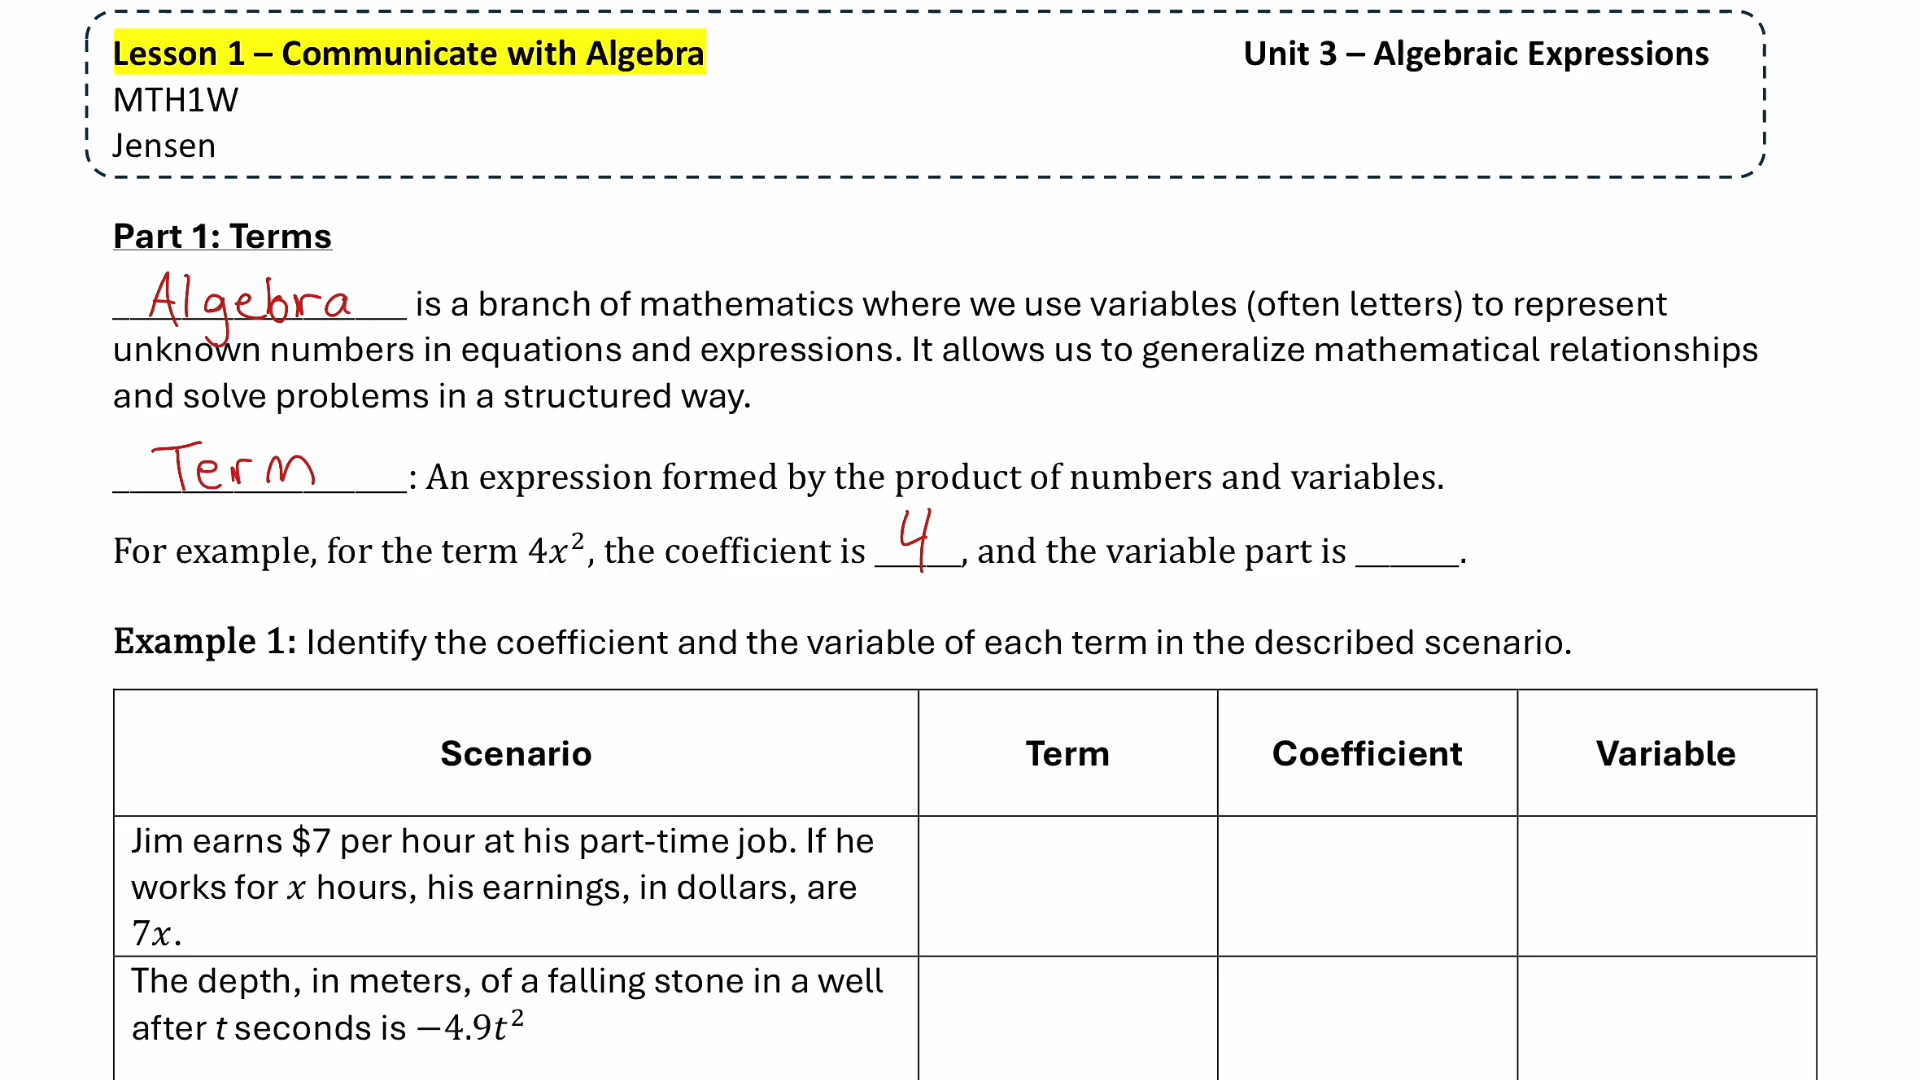 Lesson 1 – Communicate with Algebra Unit 3 – Algebraic Expressions
MTH1W
Jensen
Part 1: Terms
Algebra is a branch of mathematics where we use variables (often letters) to represent
unknown numbers in equations and expressions. It allows us to generalize mathematical relationships
and solve problems in a structured way.
Term: An expression formed by the product of numbers and variables.
For example, for the term 4x², the coefficient is 4, and the variable part is ______.
Example 1: Identify the coefficient and the variable of each term in the described scenario.
Scenario Term Coefficient Variable
Jim earns $7 per hour at his part-time job. If he
works for x hours, his earnings, in dollars, are
7x.
The depth, in meters, of a falling stone in a well
after t seconds is −4.9t²